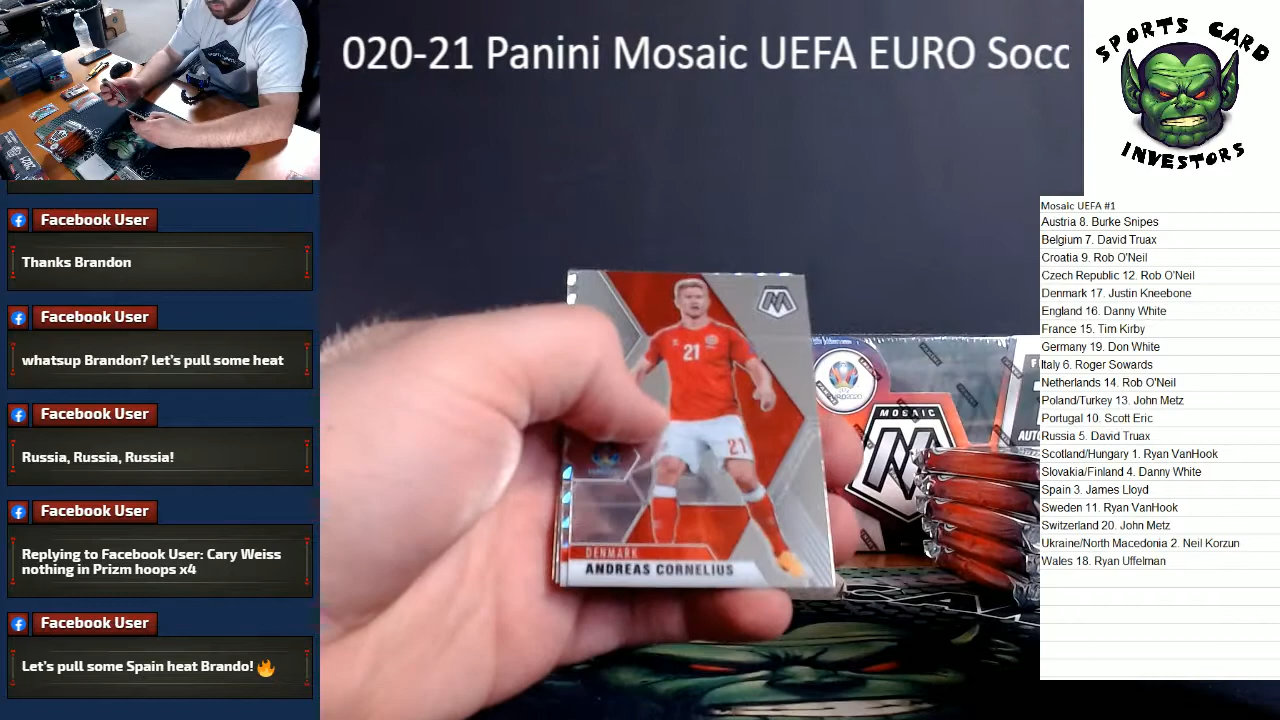 020-21 Panini Mosaic UEFA EURO Socc
SPORTS CARD
INVESTORS
Facebook User
Thanks Brandon
Facebook User
whatsup Brandon? let's pull some heat
Facebook User
Russia, Russia, Russia!
Facebook User
Replying to Facebook User: Cary Weiss
nothing in Prizm hoops x4
Facebook User
Let's pull some Spain heat Brando!🔥
21
21
DENMARK
ANDREAS CORNELIUS
EURO2020
MOSAIC
AUTO
Mosaic UEFA #1
Austria 8. Burke Snipes
Belgium 7. David Truax
Croatia 9. Rob O'Neil
Czech Republic 12. Rob O'Neil
Denmark 17. Justin Kneebone
England 16. Danny White
France 15. Tim Kirby
Germany 19. Don White
Italy 6. Roger Sowards
Netherlands 14. Rob O'Neil
Poland/Turkey 13. John Metz
Portugal 10. Scott Eric
Russia 5. David Truax
Scotland/Hungary 1. Ryan VanHook
Slovakia/Finland 4. Danny White
Spain 3. James Lloyd
Sweden 11. Ryan VanHook
Switzerland 20. John Metz
Ukraine/North Macedonia 2. Neil Korzun
Wales 18. Ryan Uffelman